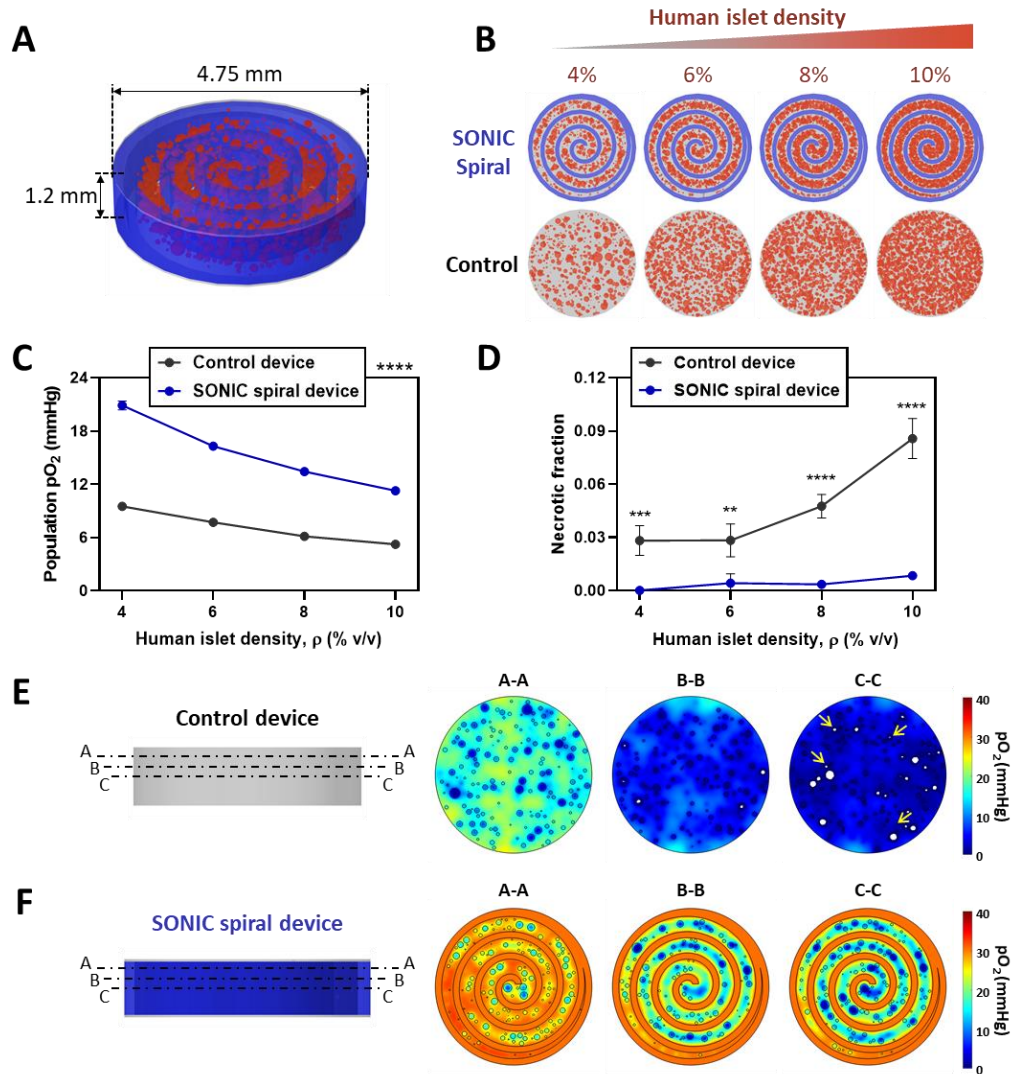 A
4.75 mm
1.2 mm
B
Human islet density
4% 6% 8% 10%
SONIC
Spiral
Control
C
Control device
SONIC spiral device
****
Population pO₂ (mmHg)
24
18
12
6
0
4 6 8 10
Human islet density, ρ (% v/v)
D
Control device
SONIC spiral device
Necrotic fraction
0.12
0.09
0.06
0.03
0.00
***
**
****
****
4 6 8 10
Human islet density, ρ (% v/v)
E
Control device
A A
B B
C C
A-A B-B C-C
40
30
20
10
0
pO₂(mmHg)
F
SONIC spiral device
A A
B B
C C
A-A B-B C-C
40
30
20
10
0
pO₂(mmHg)